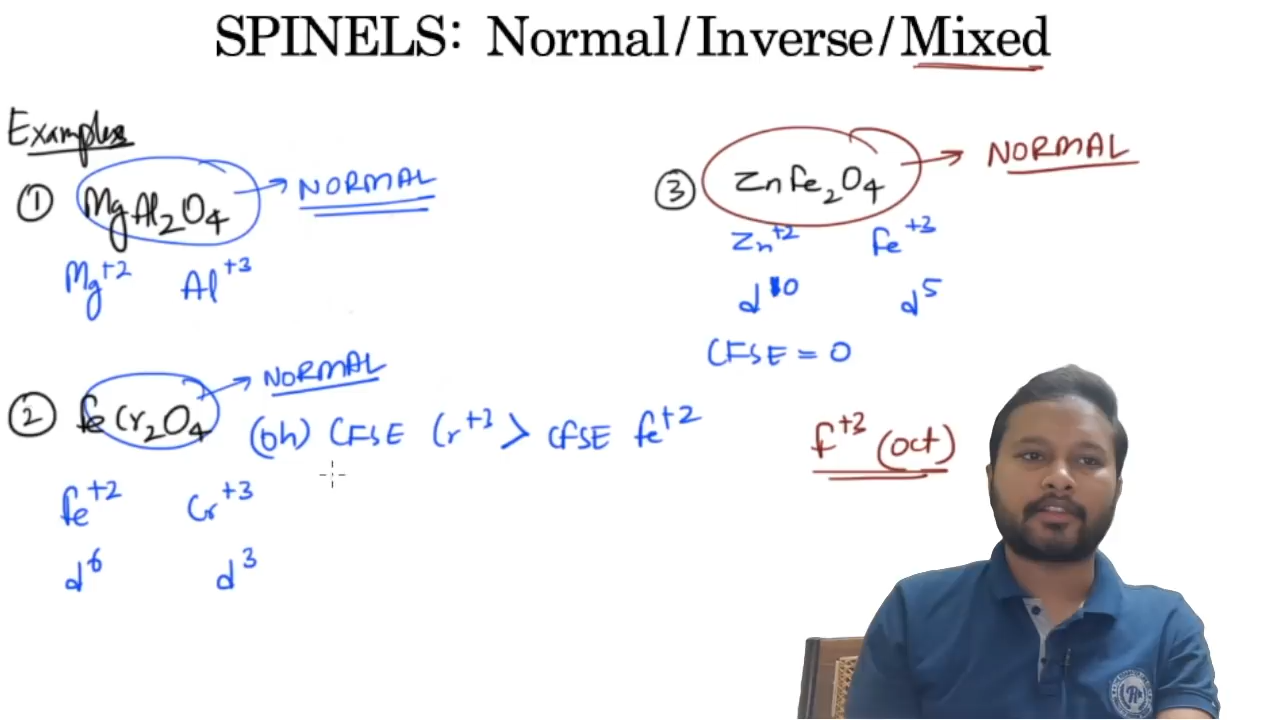 SPINELS: Normal/Inverse/Mixed
Examples
① MgAl₂O₄ → NORMAL
Mg⁺² Al⁺³
② FeCr₂O₄ → NORMAL
(Oh) CFSE Cr⁺³ > CFSE Fe⁺²
Fe⁺² Cr⁺³
d⁶ d³
③ ZnFe₂O₄ → NORMAL
Zn⁺² Fe⁺³
d¹⁰ d⁵
CFSE = 0
f⁺³ (oct)